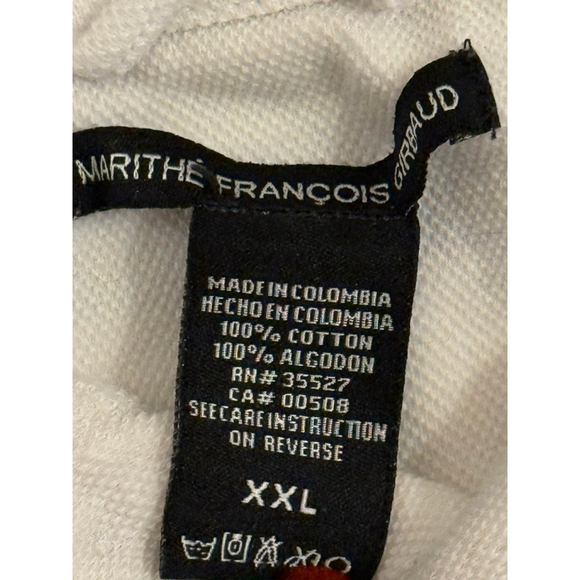 MARITHÉ FRANÇOIS GIRBAUD
MADE IN COLOMBIA
HECHO EN COLOMBIA
100% COTTON
100% ALGODON
RN# 35527
CA# 00508
SEE CARE INSTRUCTION
ON REVERSE
XXL